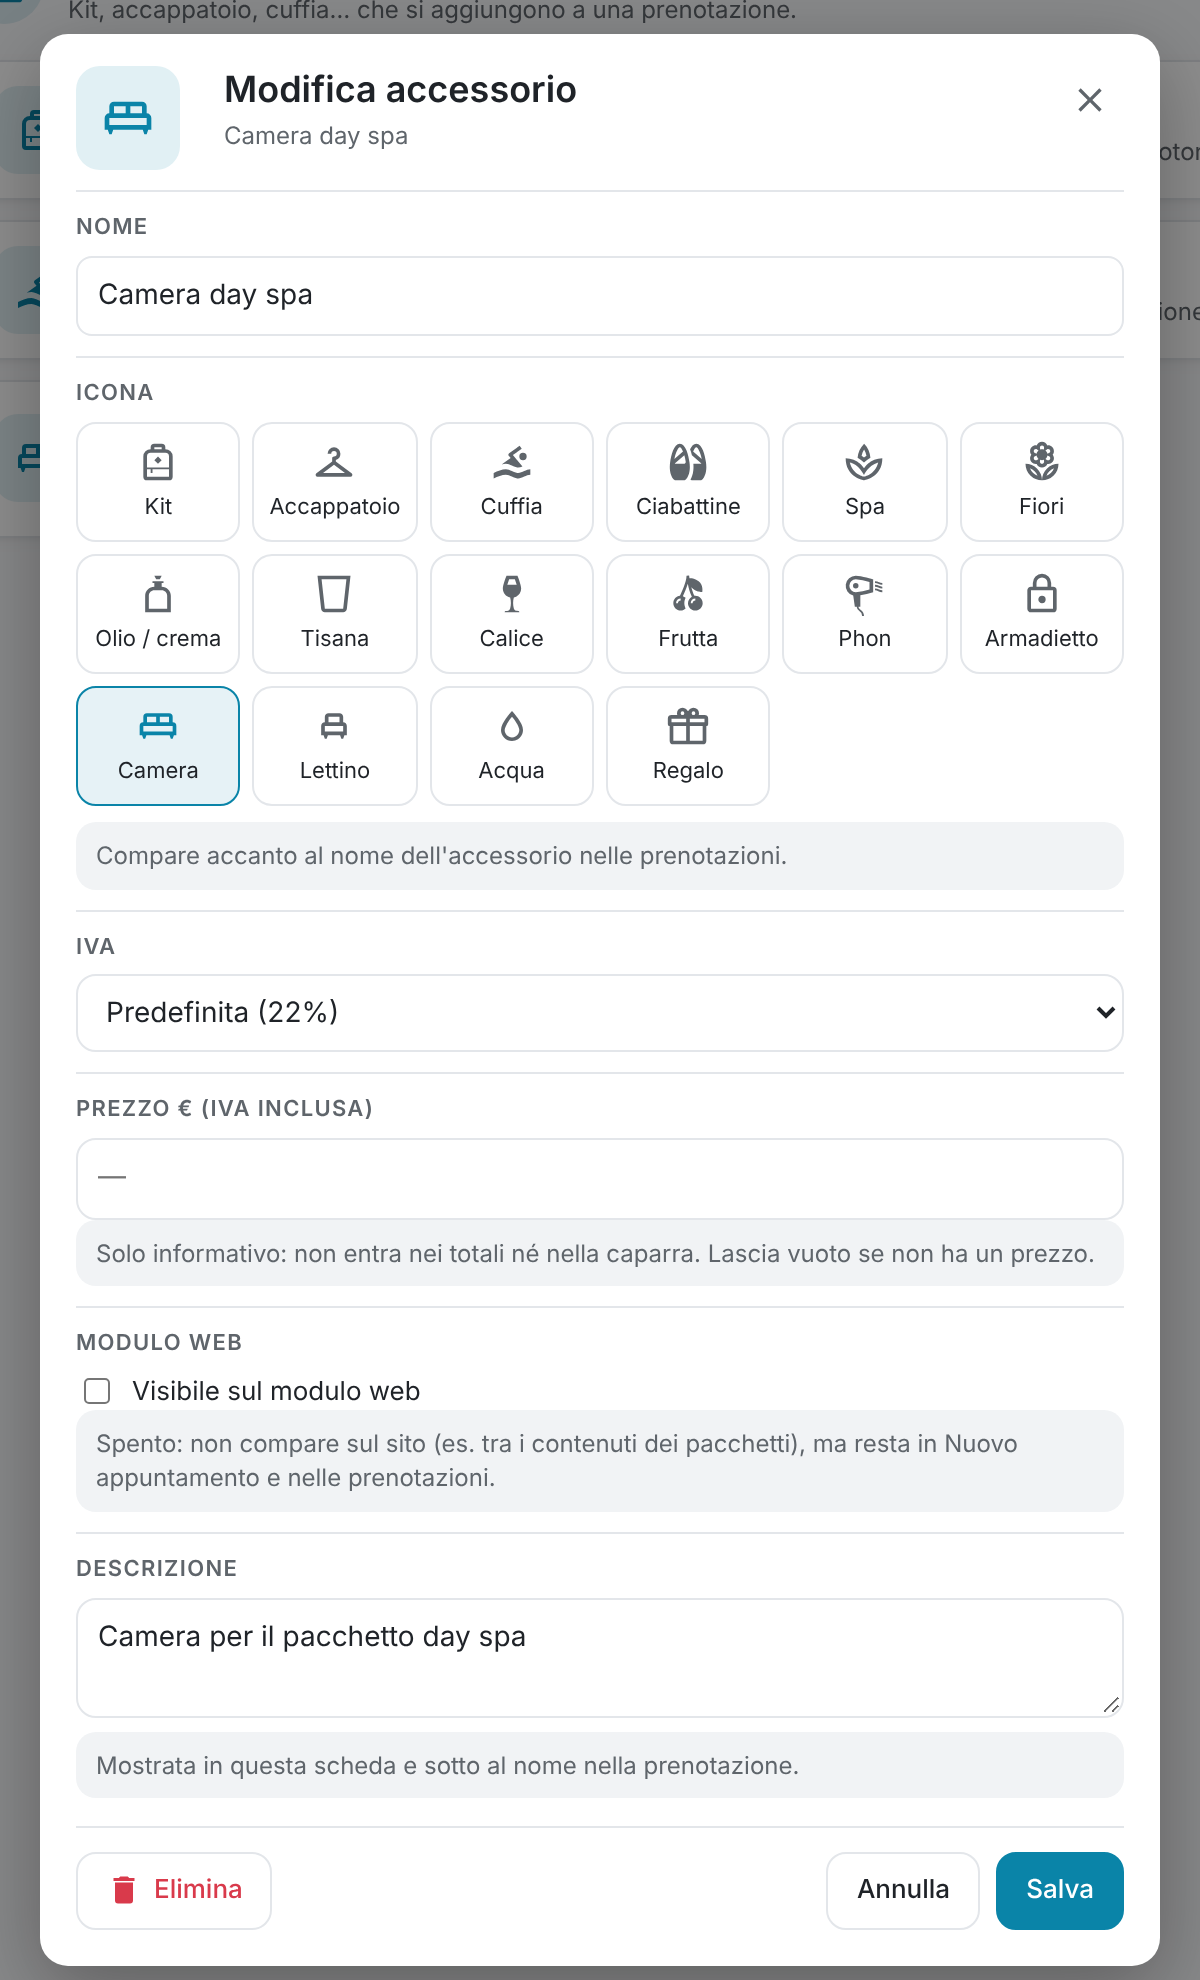 Kit, accappatoio, cuffia... che si aggiungono a una prenotazione.
Modifica accessorio
Camera day spa
NOME
Camera day spa
ICONA
Kit
Accappatoio
Cuffia
Ciabattine
Spa
Fiori
Olio / crema
Tisana
Calice
Frutta
Phon
Armadietto
Camera
Lettino
Acqua
Regalo
Compare accanto al nome dell'accessorio nelle prenotazioni.
IVA
Predefinita (22%)
PREZZO € (IVA INCLUSA)
—
Solo informativo: non entra nei totali né nella caparra. Lascia vuoto se non ha un prezzo.
MODULO WEB
Visibile sul modulo web
Spento: non compare sul sito (es. tra i contenuti dei pacchetti), ma resta in Nuovo
appuntamento e nelle prenotazioni.
DESCRIZIONE
Camera per il pacchetto day spa
Mostrata in questa scheda e sotto al nome nella prenotazione.
Elimina
Annulla
Salva